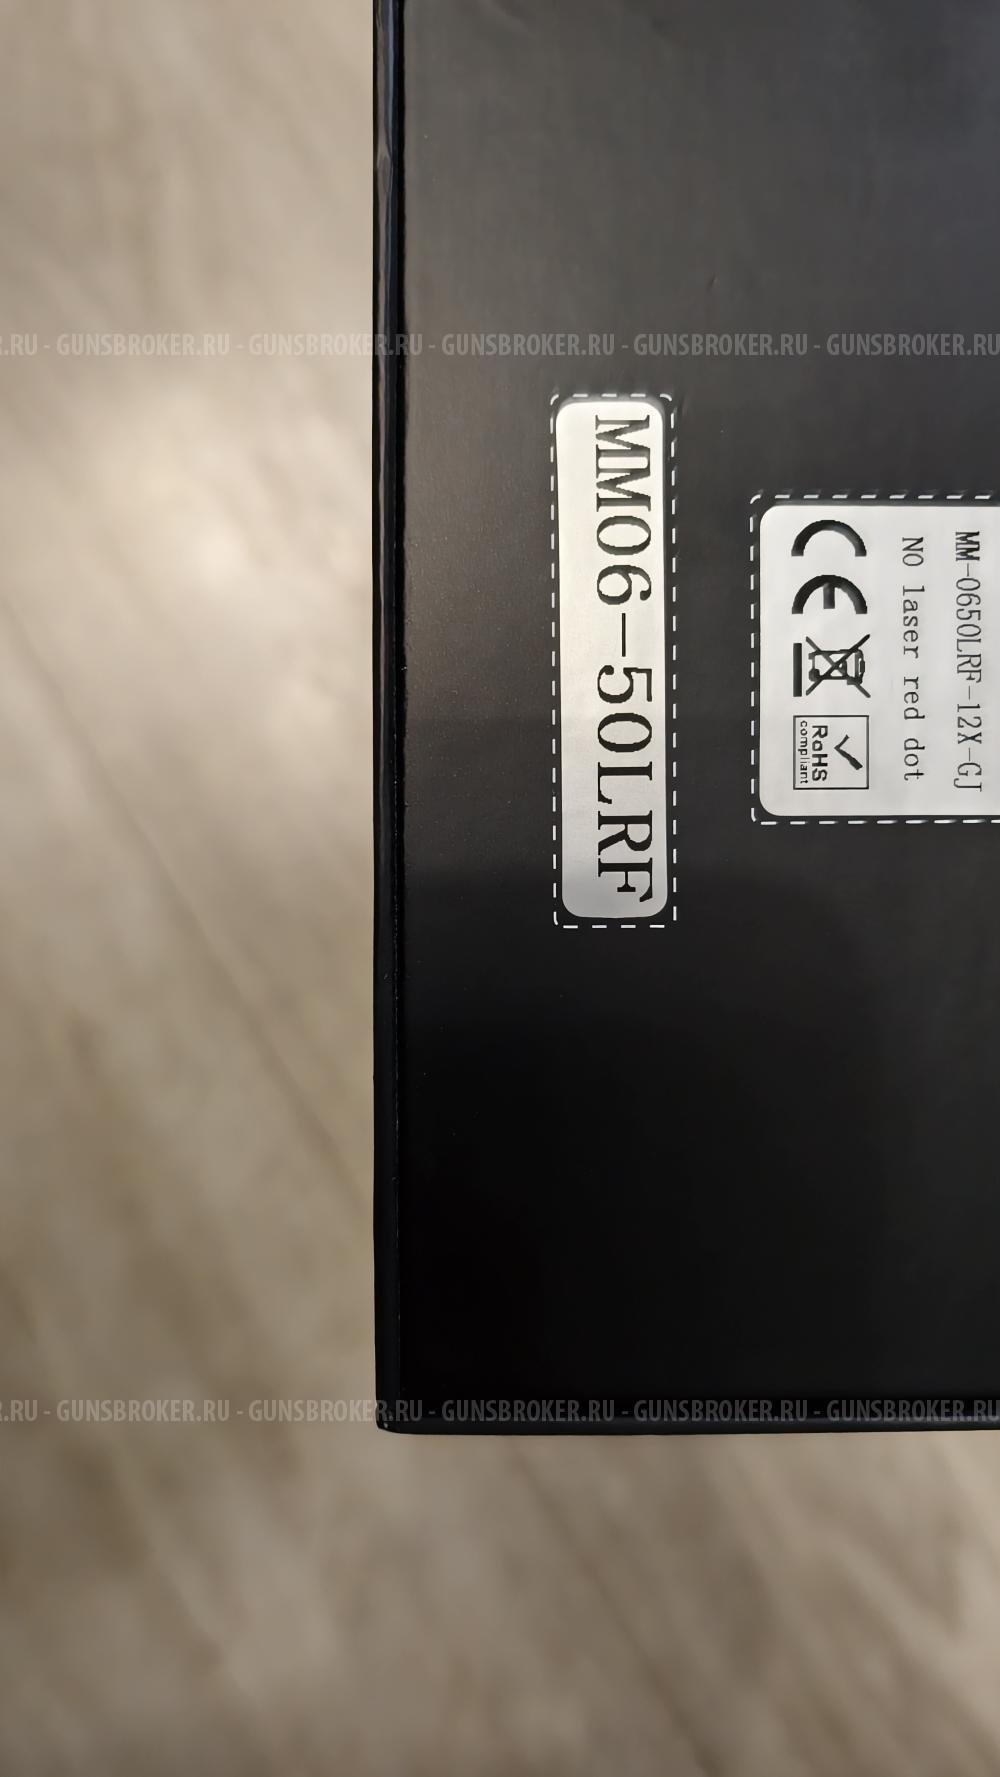 .RU - GUNSBROKER.RU - GUNSBROKER.RU - GUNSBROKER.RU - GUNSBROKER.RU - GUNSBROKER.RU
MM-0650LRF-12X-GJ
NO laser red dot
CE
RoHS
compliant
MM06-50LRF
.RU - GUNSBROKER.RU - GUNSBROKER.RU - GUNSBROKER.RU - GUNSBROKER.RU - GUNSBROKER.RU